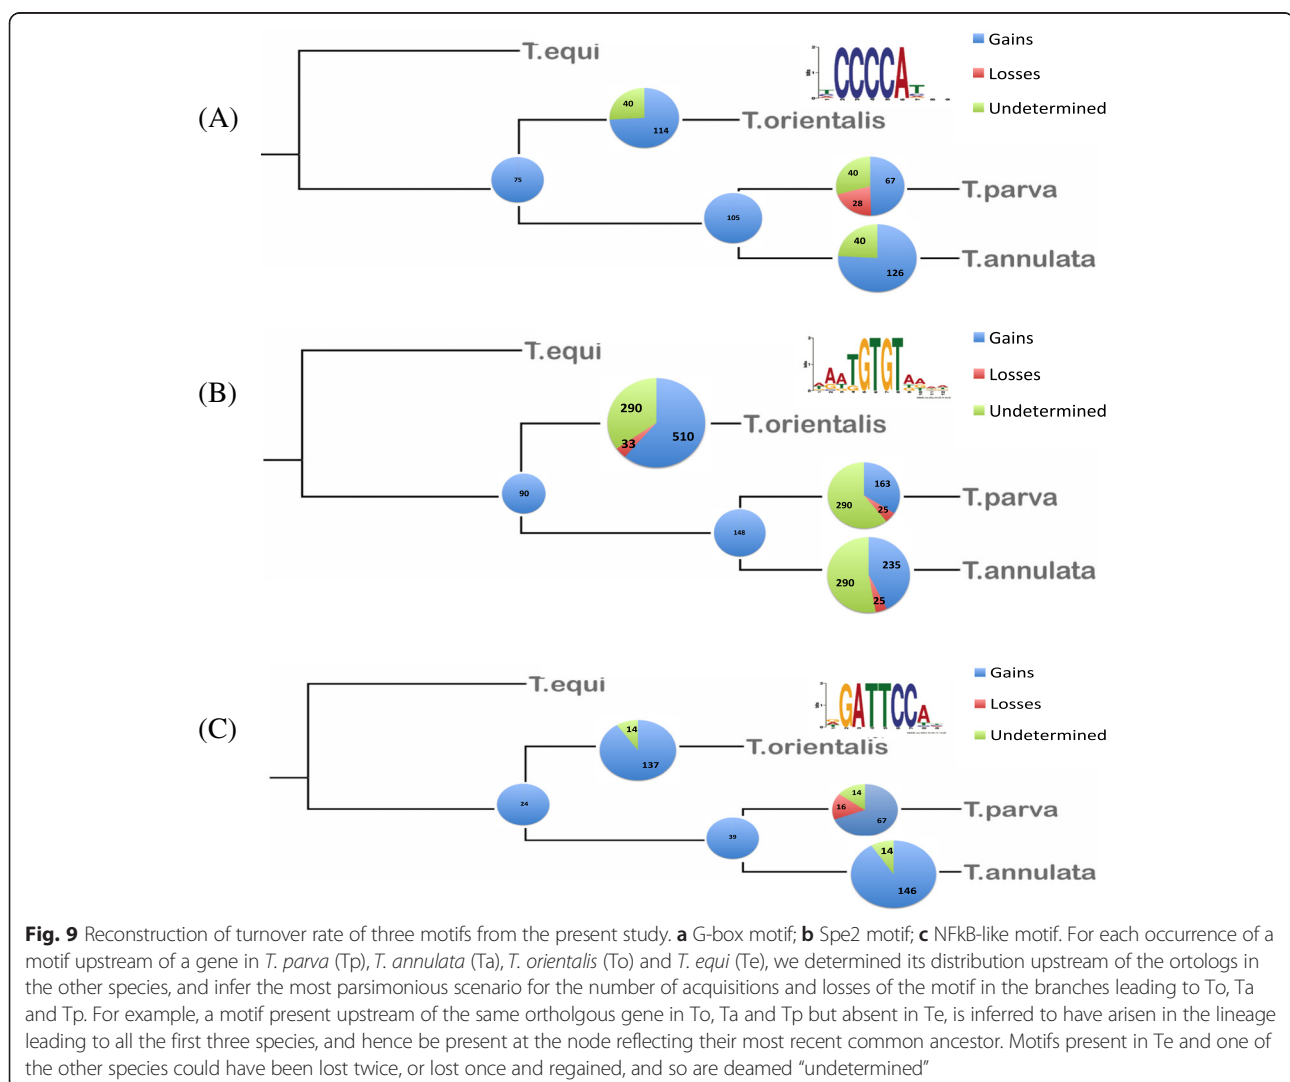 (A)
T.equi
CCCCA
Gains
Losses
Undetermined
40
114
T.orientalis
75
40
67
28
T.parva
105
40
126
T.annulata
(B)
T.equi
TGTGT
Gains
Losses
Undetermined
290
33
510
T.orientalis
90
163
290
25
T.parva
148
235
290
25
T.annulata
(C)
T.equi
GATTCCA
Gains
Losses
Undetermined
14
137
T.orientalis
24
14
16
67
T.parva
39
14
146
T.annulata
Fig. 9 Reconstruction of turnover rate of three motifs from the present study. a G-box motif; b Spe2 motif; c NFkB-like motif. For each occurrence of a
motif upstream of a gene in T. parva (Tp), T. annulata (Ta), T. orientalis (To) and T. equi (Te), we determined its distribution upstream of the ortologs in
the other species, and infer the most parsimonious scenario for the number of acquisitions and losses of the motif in the branches leading to To, Ta
and Tp. For example, a motif present upstream of the same orthologous gene in To, Ta and Tp but absent in Te, is inferred to have arisen in the lineage
leading to all the first three species, and hence be present at the node reflecting their most recent common ancestor. Motifs present in Te and one of
the other species could have been lost twice, or lost once and regained, and so are deamed “undetermined”